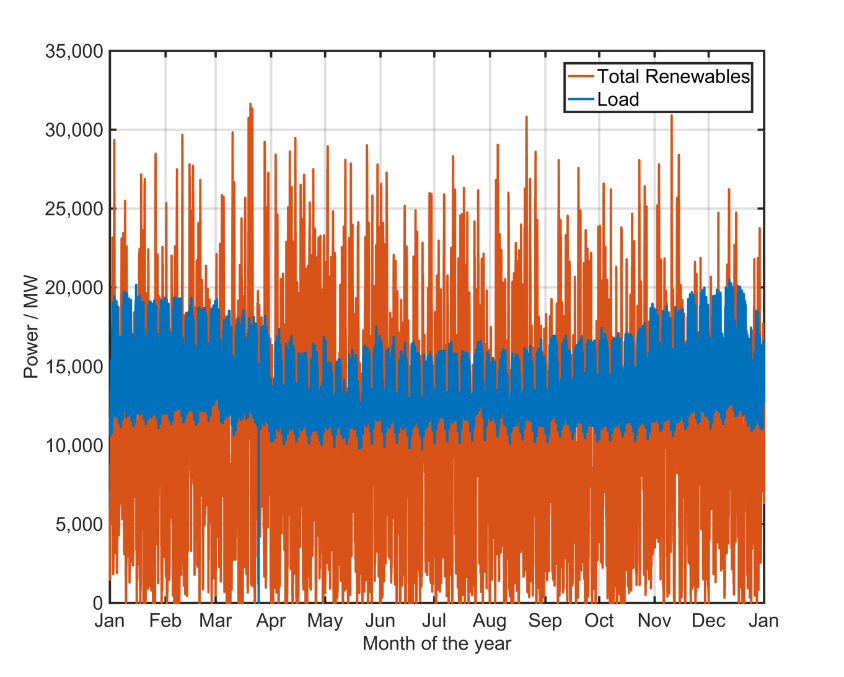 35,000
30,000
25,000
20,000
15,000
10,000
5,000
0
Power / MW
Total Renewables
Load
Jan Feb Mar Apr May Jun Jul Aug Sep Oct Nov Dec Jan
Month of the year